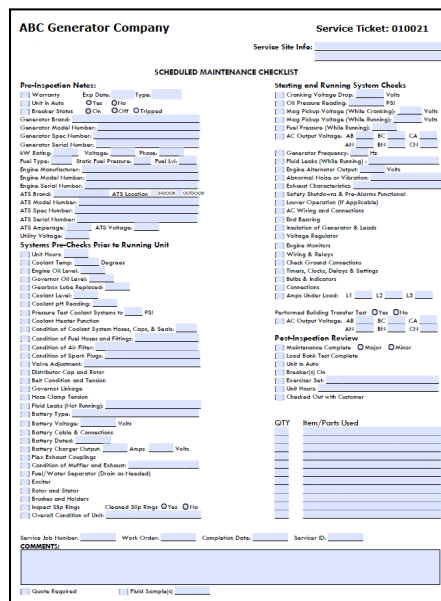 ABC Generator Company
Service Ticket: 010021
Service Site Info:
SCHEDULED MAINTENANCE CHECKLIST
Pre-Inspection Notes:
Warranty Exp Date: Type:
Unit in Auto Yes No
Breaker Status On Off Tripped
Generator Brand:
Generator Model Number:
Generator Spec Number:
Generator Serial Number:
kW Rating: Voltage: Phase:
Fuel Type: Static Fuel Pressure: Fuel Lvl:
Engine Manufacturer:
Engine Model Number:
Engine Serial Number:
ATS Brand: ATS Location INDOOR OUTDOOR
ATS Model Number:
ATS Spec Number:
ATS Serial Number:
ATS Amperage: ATS Voltage:
Utility Voltage:
Systems Pre-Checks Prior to Running Unit
Unit Hours:
Coolant Temp: Degrees
Engine Oil Level:
Governor Oil Level:
Gearbox Lube Replaced:
Coolant Level:
Coolant pH Reading:
Pressure Test Coolant Systems to PSI
Coolant Heater Function
Condition of Coolant System Hoses, Caps, & Seals:
Condition of Fuel Hoses and Fittings:
Condition of Air Filter:
Condition of Spark Plugs:
Valve Adjustment:
Distributor Cap and Rotor
Belt Condition and Tension
Governor Linkage
Hose Clamp Tension
Fluid Leaks (Not Running):
Battery Type:
Battery Voltage: Volts
Battery Cable & Connections
Battery Dated:
Battery Charger Output: Amps Volts
Flex Exhaust Couplings
Condition of Muffler and Exhaust:
Fuel/Water Separator (Drain as Needed)
Exciter
Rotor and Stator
Brushes and Holders
Inspect Slip Rings Cleaned Slip Rings Yes No
Overall Condition of Unit:
Starting and Running System Checks
Cranking Voltage Drop: Volts
Oil Pressure Reading: PSI
Mag Pickup Voltage (While Cranking): Volts
Mag Pickup Voltage (While Running): Volts
Fuel Pressure (While Running):
AC Output Voltage: AB BC CA
AN BN CN
Generator Frequency: Hz
Fluid Leaks (While Running) -
Engine Alternator Output: Volts
Abnormal Noise or Vibration:
Exhaust Characteristics:
Safety Shutdowns & Pre-Alarms Functional
Louver Operation (If Applicable)
AC Wiring and Connections
End Bearing
Insulation of Generator & Leads
Voltage Regulator
Engine Monitors
Wiring & Relays
Check Ground Connections
Timers, Clocks, Delays & Settings
Bulbs & Indicators
Connections
Amps Under Load: L1 L2 L3
Performed Building Transfer Test Yes No
AC Output Voltage: AB BC CA
AN BN CN
Post-Inspection Review
Maintenance Complete Major Minor
Load Bank Test Complete
Unit in Auto
Breaker(s) On
Exerciser Set:
Unit Hours:
Checked Out with Customer
QTY Item/Parts Used
Service Job Number: Work Order: Completion Date: Servicer ID:
COMMENTS:
Quote Required Fluid Sample(s)